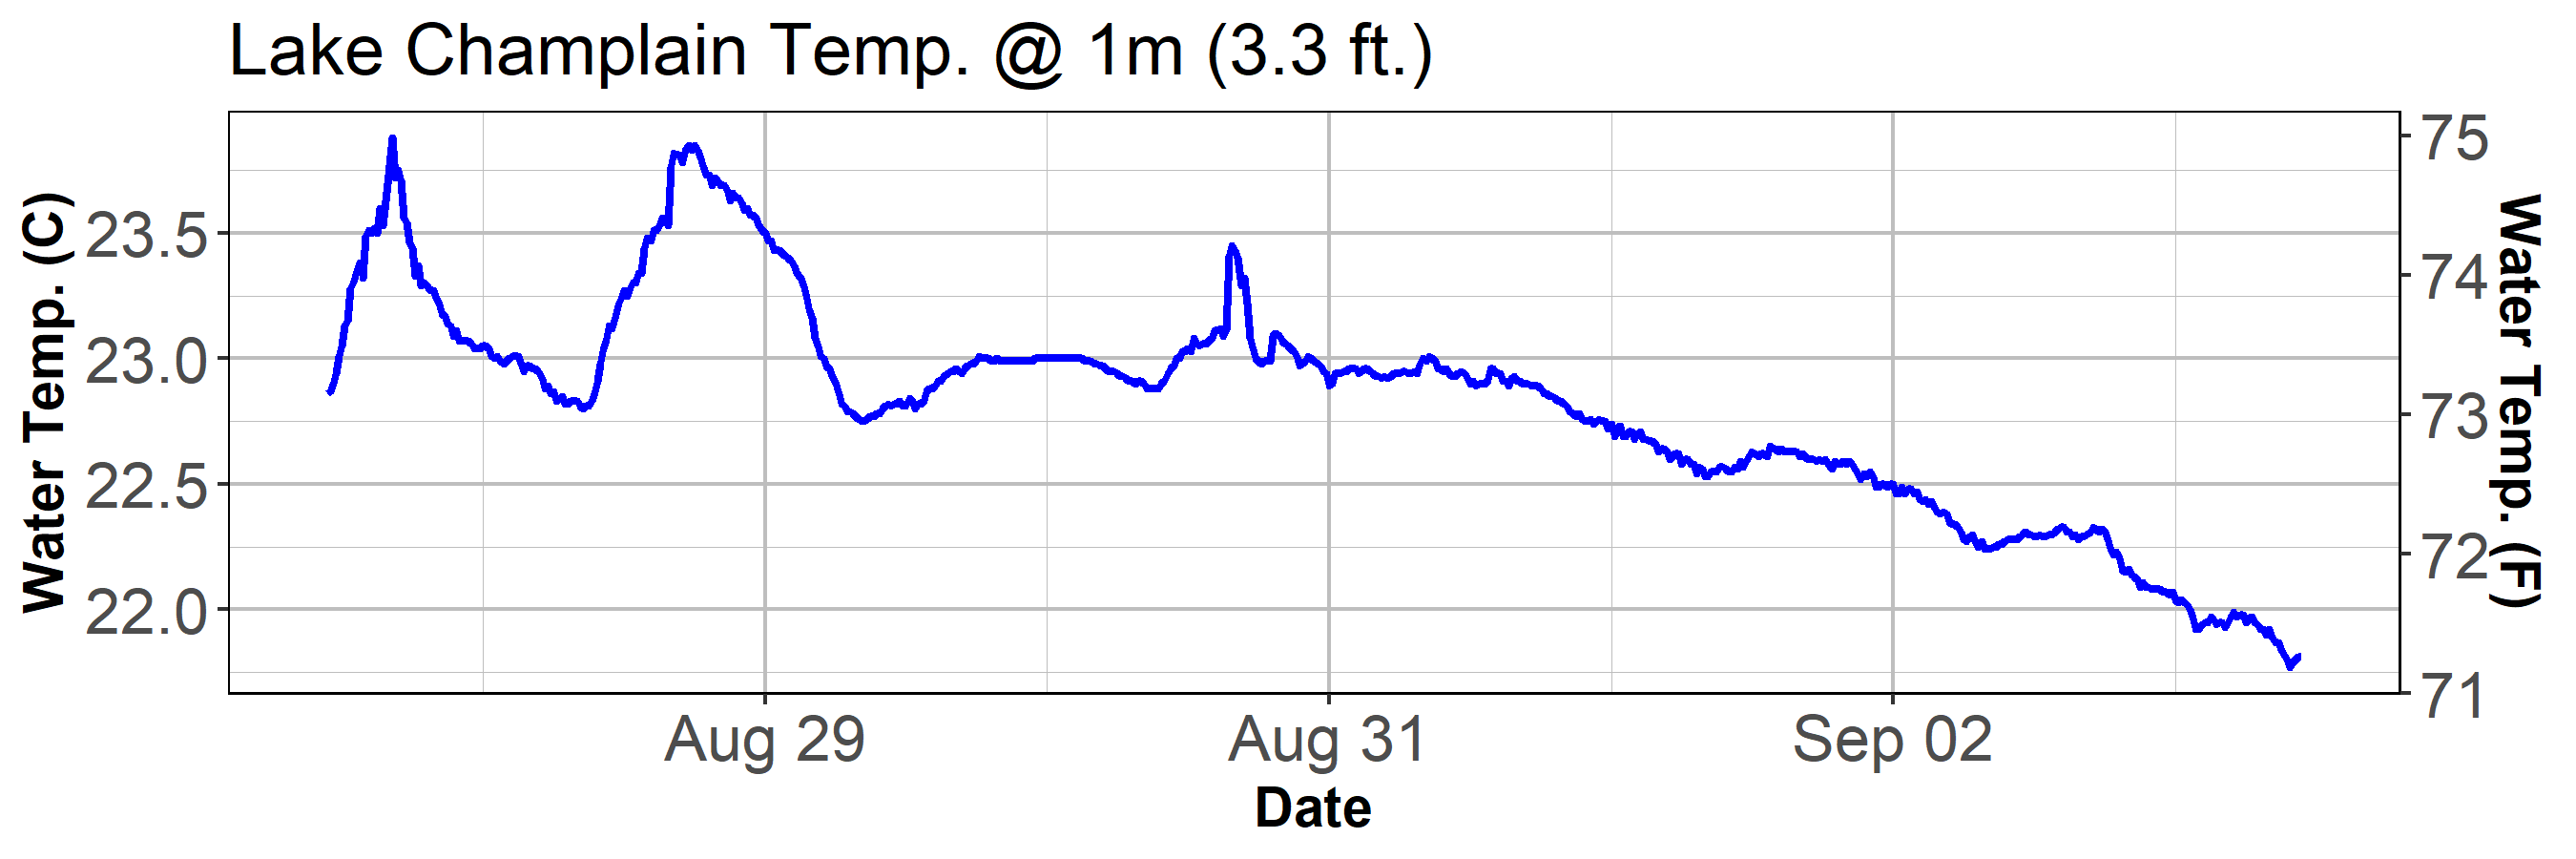 Lake Champlain Temp. @ 1m (3.3 ft.)
Water Temp. (C)
23.5
23.0
22.5
22.0
75
74
73
72
71
Water Temp. (F)
Aug 29
Aug 31
Sep 02
Date